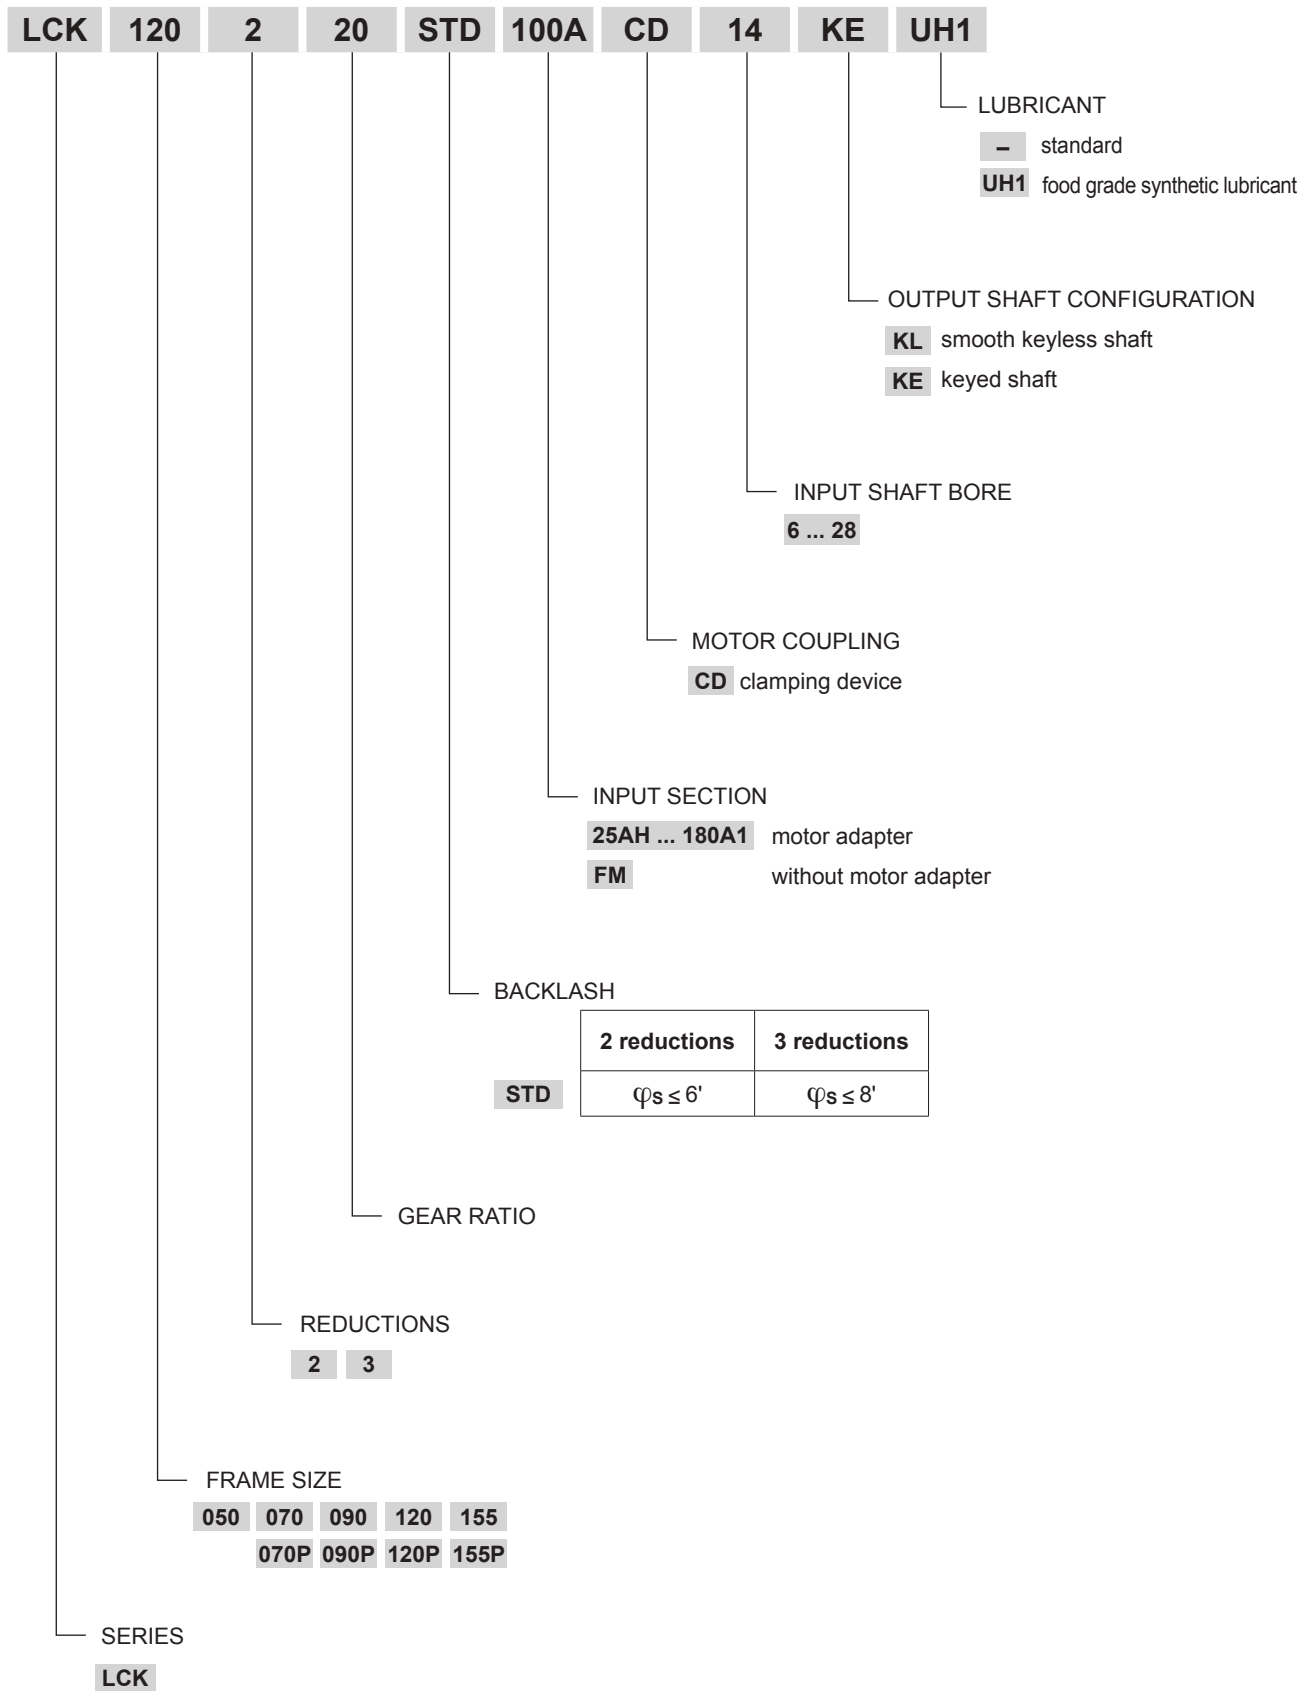 LCK 120 2 20 STD 100A CD 14 KE UH1
LUBRICANT
– standard
UH1 food grade synthetic lubricant
OUTPUT SHAFT CONFIGURATION
KL smooth keyless shaft
KE keyed shaft
INPUT SHAFT BORE
6 ... 28
MOTOR COUPLING
CD clamping device
INPUT SECTION
25AH ... 180A1 motor adapter
FM without motor adapter
BACKLASH
2 reductions 3 reductions
STD φs ≤ 6' φs ≤ 8'
GEAR RATIO
REDUCTIONS
2 3
FRAME SIZE
050 070 090 120 155
070P 090P 120P 155P
SERIES
LCK